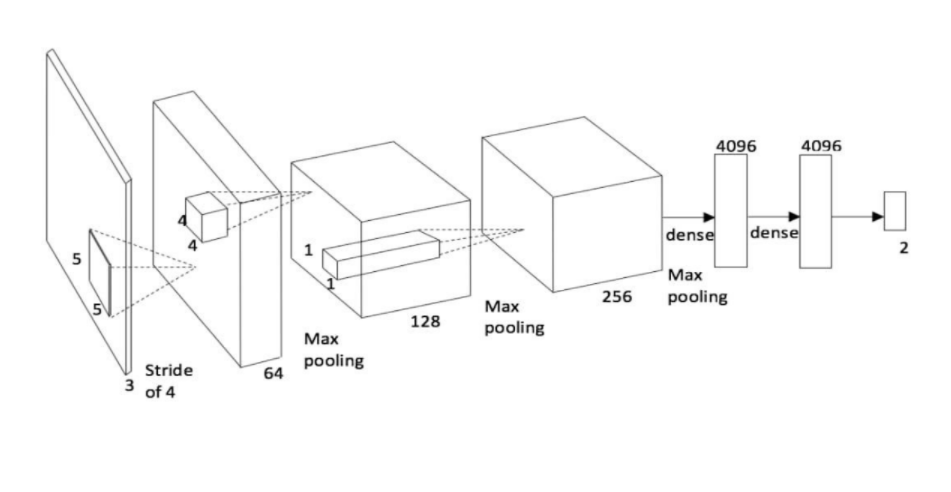 5
5
3
Stride
of 4
4
4
64
Max
pooling
1
1
128
Max
pooling
256
Max
pooling
dense
4096
dense
4096
2